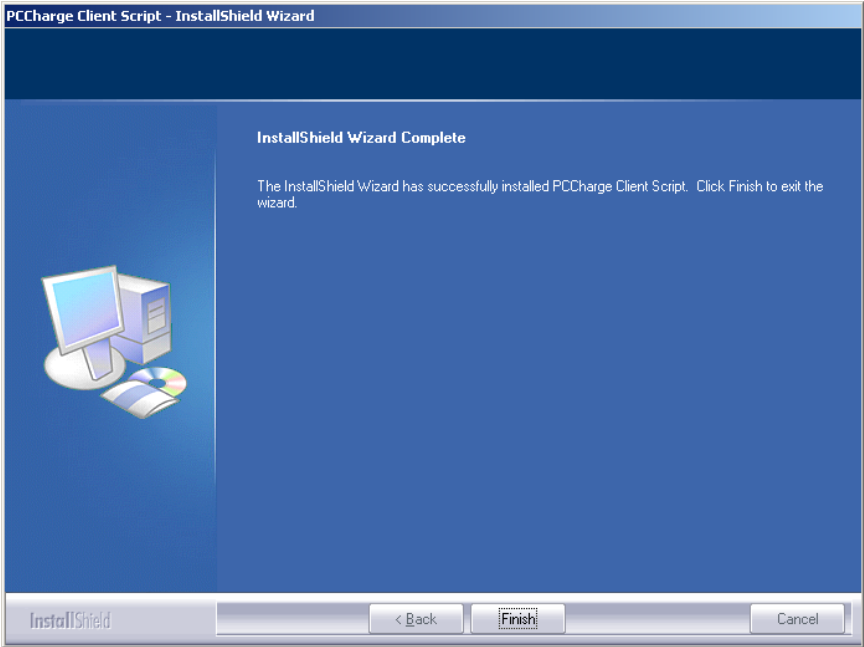 PCCharge Client Script - InstallShield Wizard
InstallShield Wizard Complete
The InstallShield Wizard has successfully installed PCCharge Client Script. Click Finish to exit the
wizard.
InstallShield
< Back
Finish
Cancel